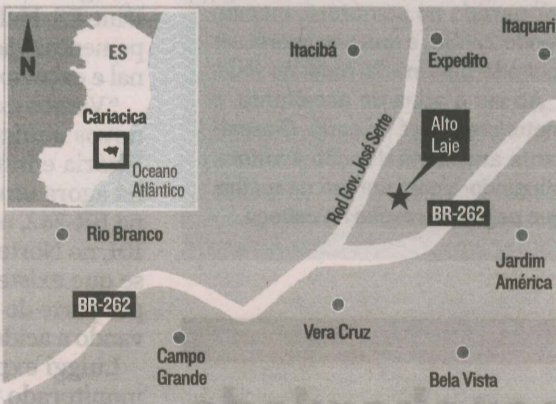 N
ES
Cariacica
Oceano
Atlântico
Itacibá
Expedito
Itaquari
Alto
Laje
Rod Gov. José Sette
BR-262
Rio Branco
Jardim
América
BR-262
Vera Cruz
Campo
Grande
Bela Vista